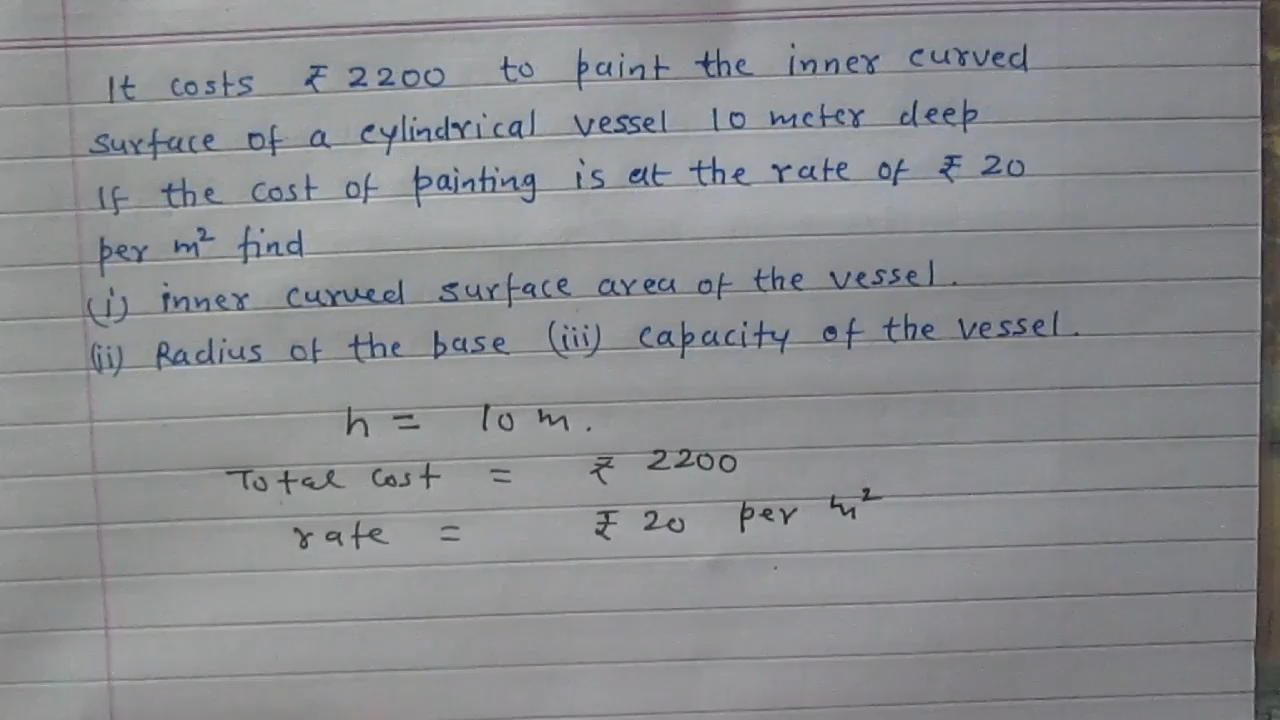 It costs ₹ 2200 to paint the inner curved
surface of a cylindrical vessel 10 meter deep
If the cost of painting is at the rate of ₹ 20
per m² find
(i) inner curved surface area of the vessel.
(ii) Radius of the base (iii) capacity of the vessel.
h = 10 m.
Total cost = ₹ 2200
rate = ₹ 20 per m²